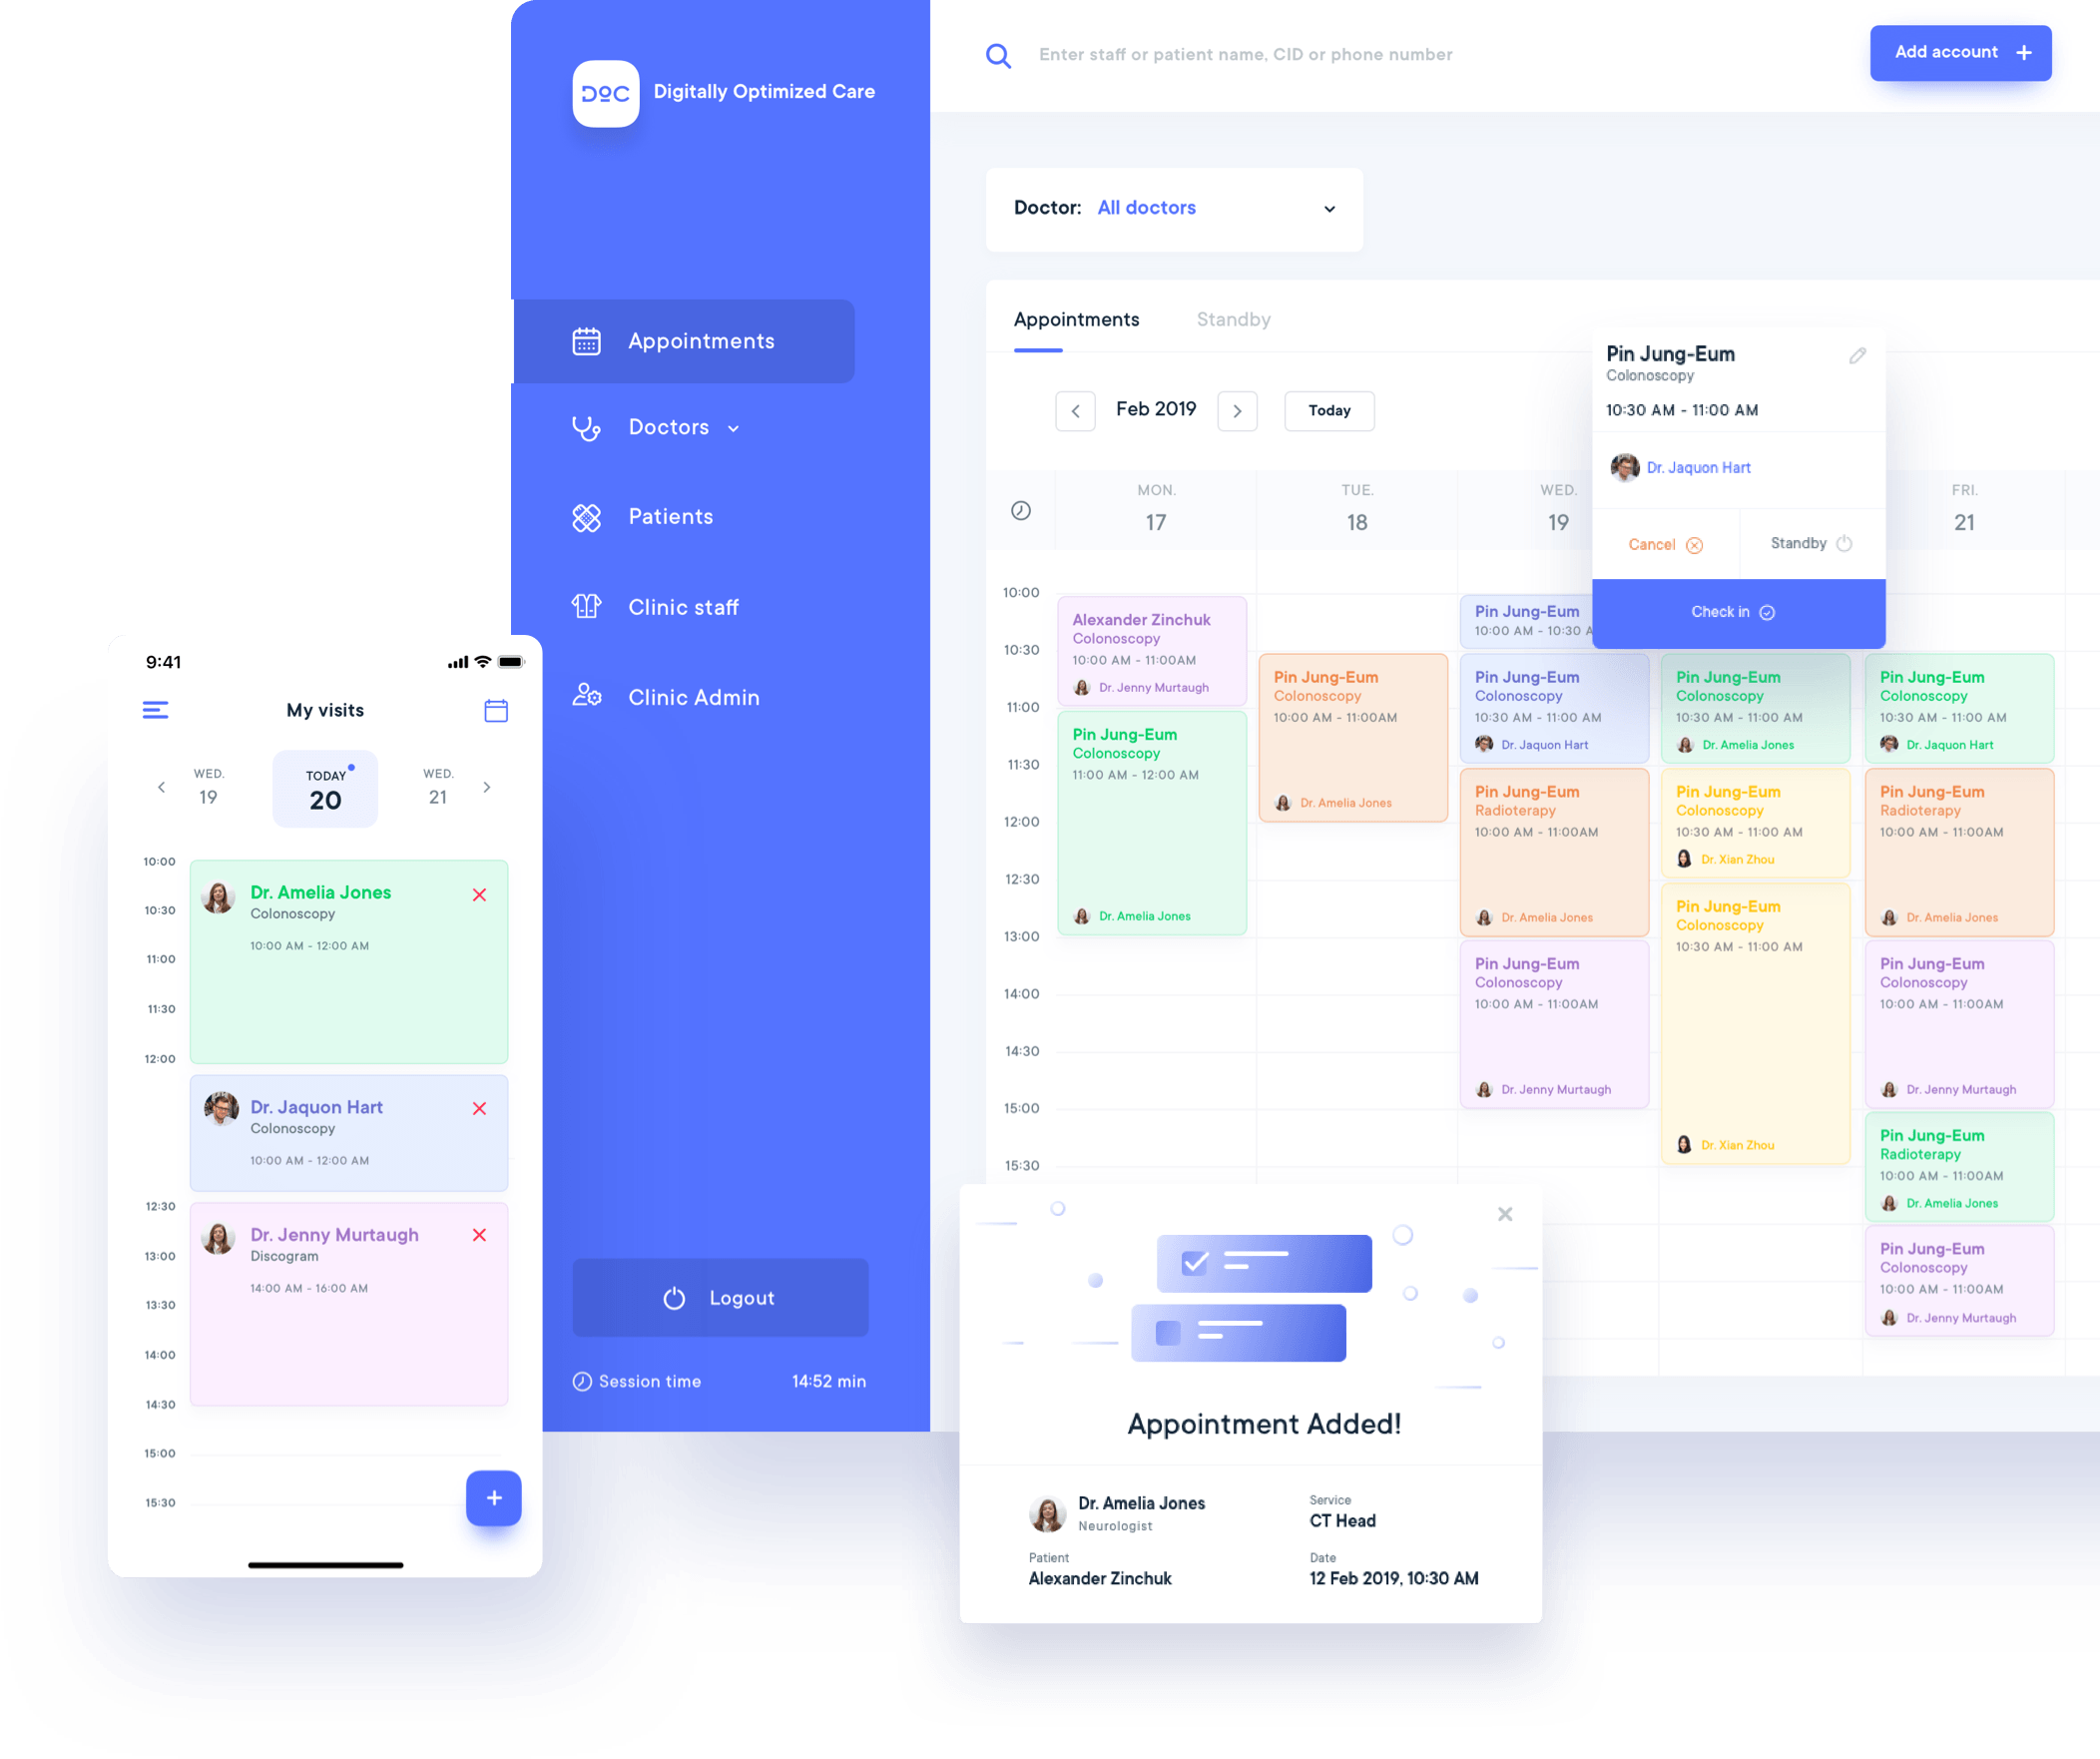 DOC
Digitally Optimized Care
Appointments
Doctors
Patients
Clinic staff
Clinic Admin
Logout
Session time 14:52 min
Enter staff or patient name, CID or phone number
Add account +
Doctor: All doctors
Appointments Standby
Feb 2019 Today
MON.
17
TUE.
18
WED.
19
FRI.
21
10:00
10:30
11:00
11:30
12:00
12:30
13:00
14:00
14:30
15:00
15:30
Alexander Zinchuk
Colonoscopy
10:00 AM - 11:00AM
Dr. Jenny Murtaugh
Pin Jung-Eum
Colonoscopy
11:00 AM - 12:00 AM
Dr. Amelia Jones
Pin Jung-Eum
Colonoscopy
10:00 AM - 11:00AM
Dr. Amelia Jones
Pin Jung-Eum
10:00 AM - 10:30 A
Pin Jung-Eum
Colonoscopy
10:30 AM - 11:00 AM
Dr. Jaquon Hart
Pin Jung-Eum
Radioterapy
10:00 AM - 11:00AM
Dr. Amelia Jones
Pin Jung-Eum
Colonoscopy
10:00 AM - 11:00AM
Dr. Jenny Murtaugh
Pin Jung-Eum
Colonoscopy
10:30 AM - 11:00 AM
Dr. Amelia Jones
Pin Jung-Eum
Colonoscopy
10:30 AM - 11:00 AM
Dr. Xian Zhou
Pin Jung-Eum
Colonoscopy
10:30 AM - 11:00 AM
Dr. Xian Zhou
Pin Jung-Eum
Colonoscopy
10:30 AM - 11:00 AM
Dr. Jaquon Hart
Pin Jung-Eum
Radioterapy
10:00 AM - 11:00AM
Dr. Amelia Jones
Pin Jung-Eum
Colonoscopy
10:00 AM - 11:00AM
Dr. Jenny Murtaugh
Pin Jung-Eum
Radioterapy
10:00 AM - 11:00AM
Dr. Amelia Jones
Pin Jung-Eum
Colonoscopy
10:00 AM - 11:00AM
Dr. Jenny Murtaugh
Pin Jung-Eum
Colonoscopy
10:30 AM - 11:00 AM
Dr. Jaquon Hart
Cancel Standby
Check in
9:41
My visits
WED.
19
TODAY
20
WED.
21
10:00
10:30
11:00
11:30
12:00
12:30
13:00
13:30
14:00
14:30
15:00
15:30
Dr. Amelia Jones
Colonoscopy
10:00 AM - 12:00 AM
Dr. Jaquon Hart
Colonoscopy
10:00 AM - 12:00 AM
Dr. Jenny Murtaugh
Discogram
14:00 AM - 16:00 AM
+
Appointment Added!
Dr. Amelia Jones
Neurologist
Service
CT Head
Patient
Alexander Zinchuk
Date
12 Feb 2019, 10:30 AM